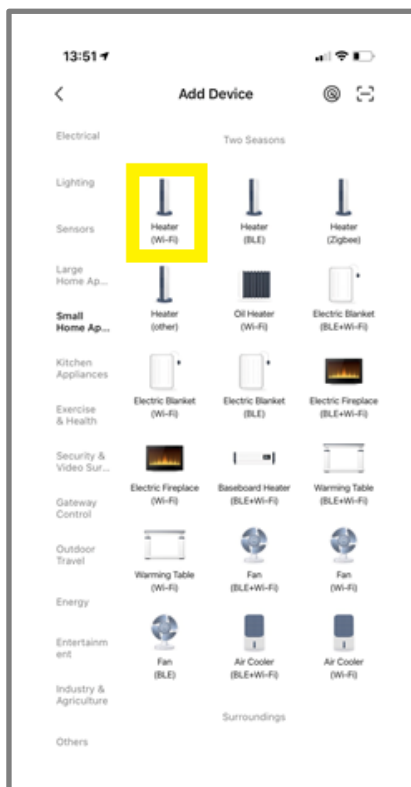 13:51
Add Device
Electrical
Lighting
Sensors
Large
Home Ap...
Small
Home Ap...
Kitchen
Appliances
Exercise
& Health
Security &
Video Sur...
Gateway
Control
Outdoor
Travel
Energy
Entertainm
ent
Industry &
Agriculture
Others
Two Seasons
Heater
(Wi-Fi)
Heater
(BLE)
Heater
(Zigbee)
Heater
(other)
Oil Heater
(Wi-Fi)
Electric Blanket
(BLE+Wi-Fi)
Electric Blanket
(Wi-Fi)
Electric Blanket
(BLE)
Electric Fireplace
(BLE+Wi-Fi)
Electric Fireplace
(Wi-Fi)
Baseboard Heater
(BLE+Wi-Fi)
Warming Table
(BLE+Wi-Fi)
Warming Table
(Wi-Fi)
Fan
(BLE+Wi-Fi)
Fan
(Wi-Fi)
Fan
(BLE)
Air Cooler
(BLE+Wi-Fi)
Air Cooler
(Wi-Fi)
Surroundings